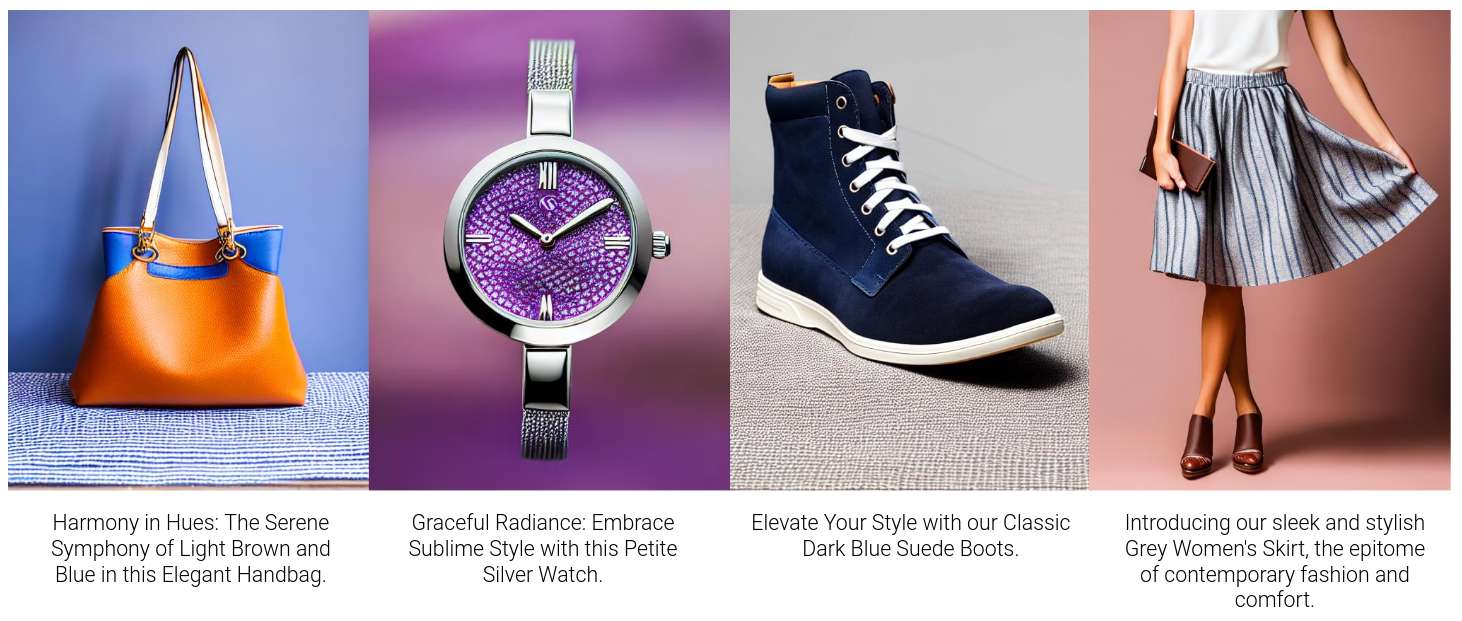 Harmony in Hues: The Serene
Symphony of Light Brown and
Blue in this Elegant Handbag.
Graceful Radiance: Embrace
Sublime Style with this Petite
Silver Watch.
Elevate Your Style with our Classic
Dark Blue Suede Boots.
Introducing our sleek and stylish
Grey Women's Skirt, the epitome
of contemporary fashion and
comfort.